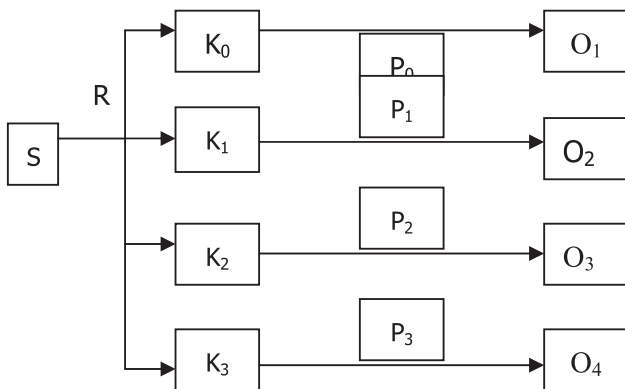 K₀
O₁
P₀
R
P₁
K₁
S
O₂
P₂
K₂
O₃
P₃
K₃
O₄